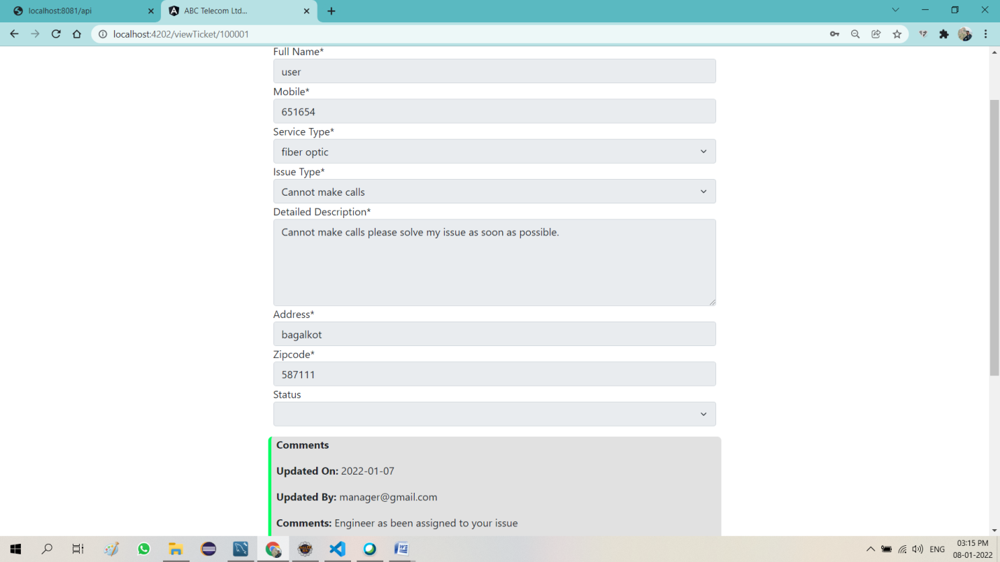 localhost:8081/api
ABC Telecom Ltd...
localhost:4202/viewTicket/100001
Full Name*
user
Mobile*
651654
Service Type*
fiber optic
Issue Type*
Cannot make calls
Detailed Description*
Cannot make calls please solve my issue as soon as possible.
Address*
bagalkot
Zipcode*
587111
Status
Comments
Updated On: 2022-01-07
Updated By: manager@gmail.com
Comments: Engineer as been assigned to your issue
ENG
03:15 PM
08-01-2022